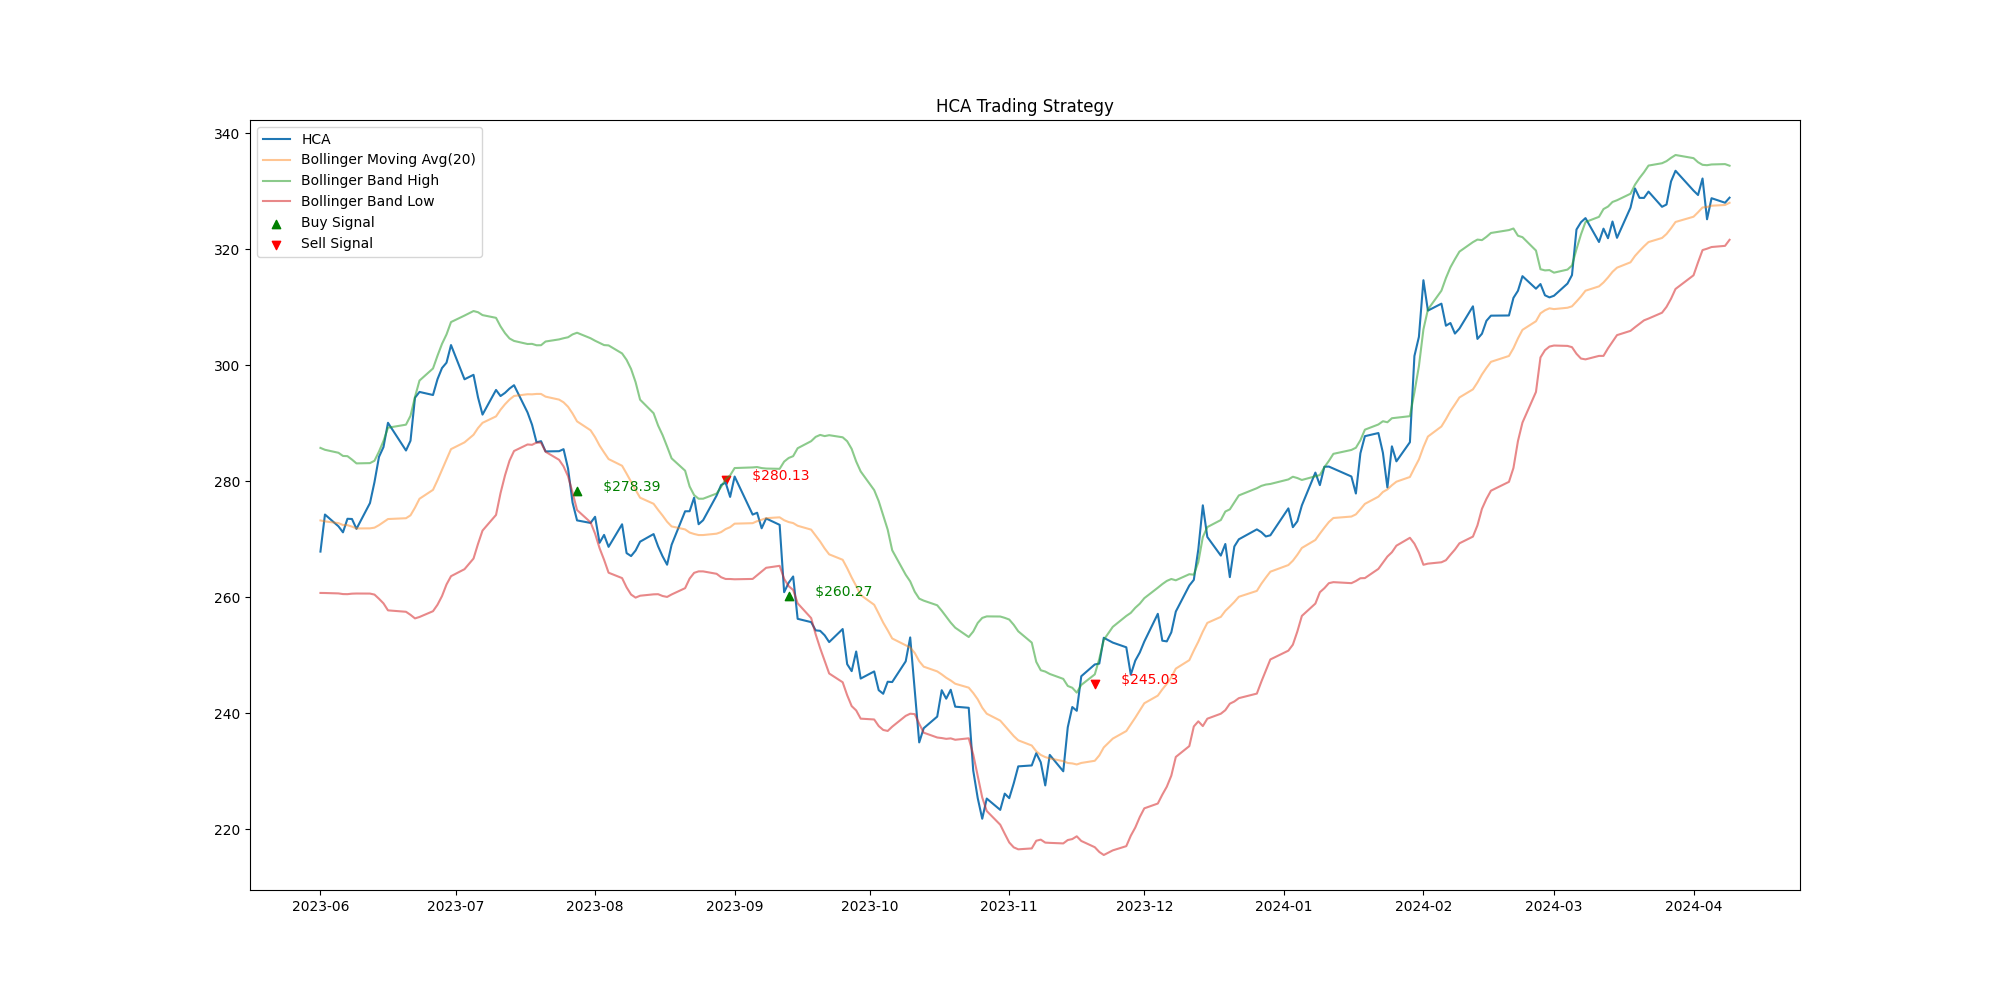 HCA Trading Strategy
340
320
300
280
260
240
220
HCA
Bollinger Moving Avg(20)
Bollinger Band High
Bollinger Band Low
Buy Signal
Sell Signal
$280.13
$278.39
$260.27
$245.03
2023-06 2023-07 2023-08 2023-09 2023-10 2023-11 2023-12 2024-01 2024-02 2024-03 2024-04